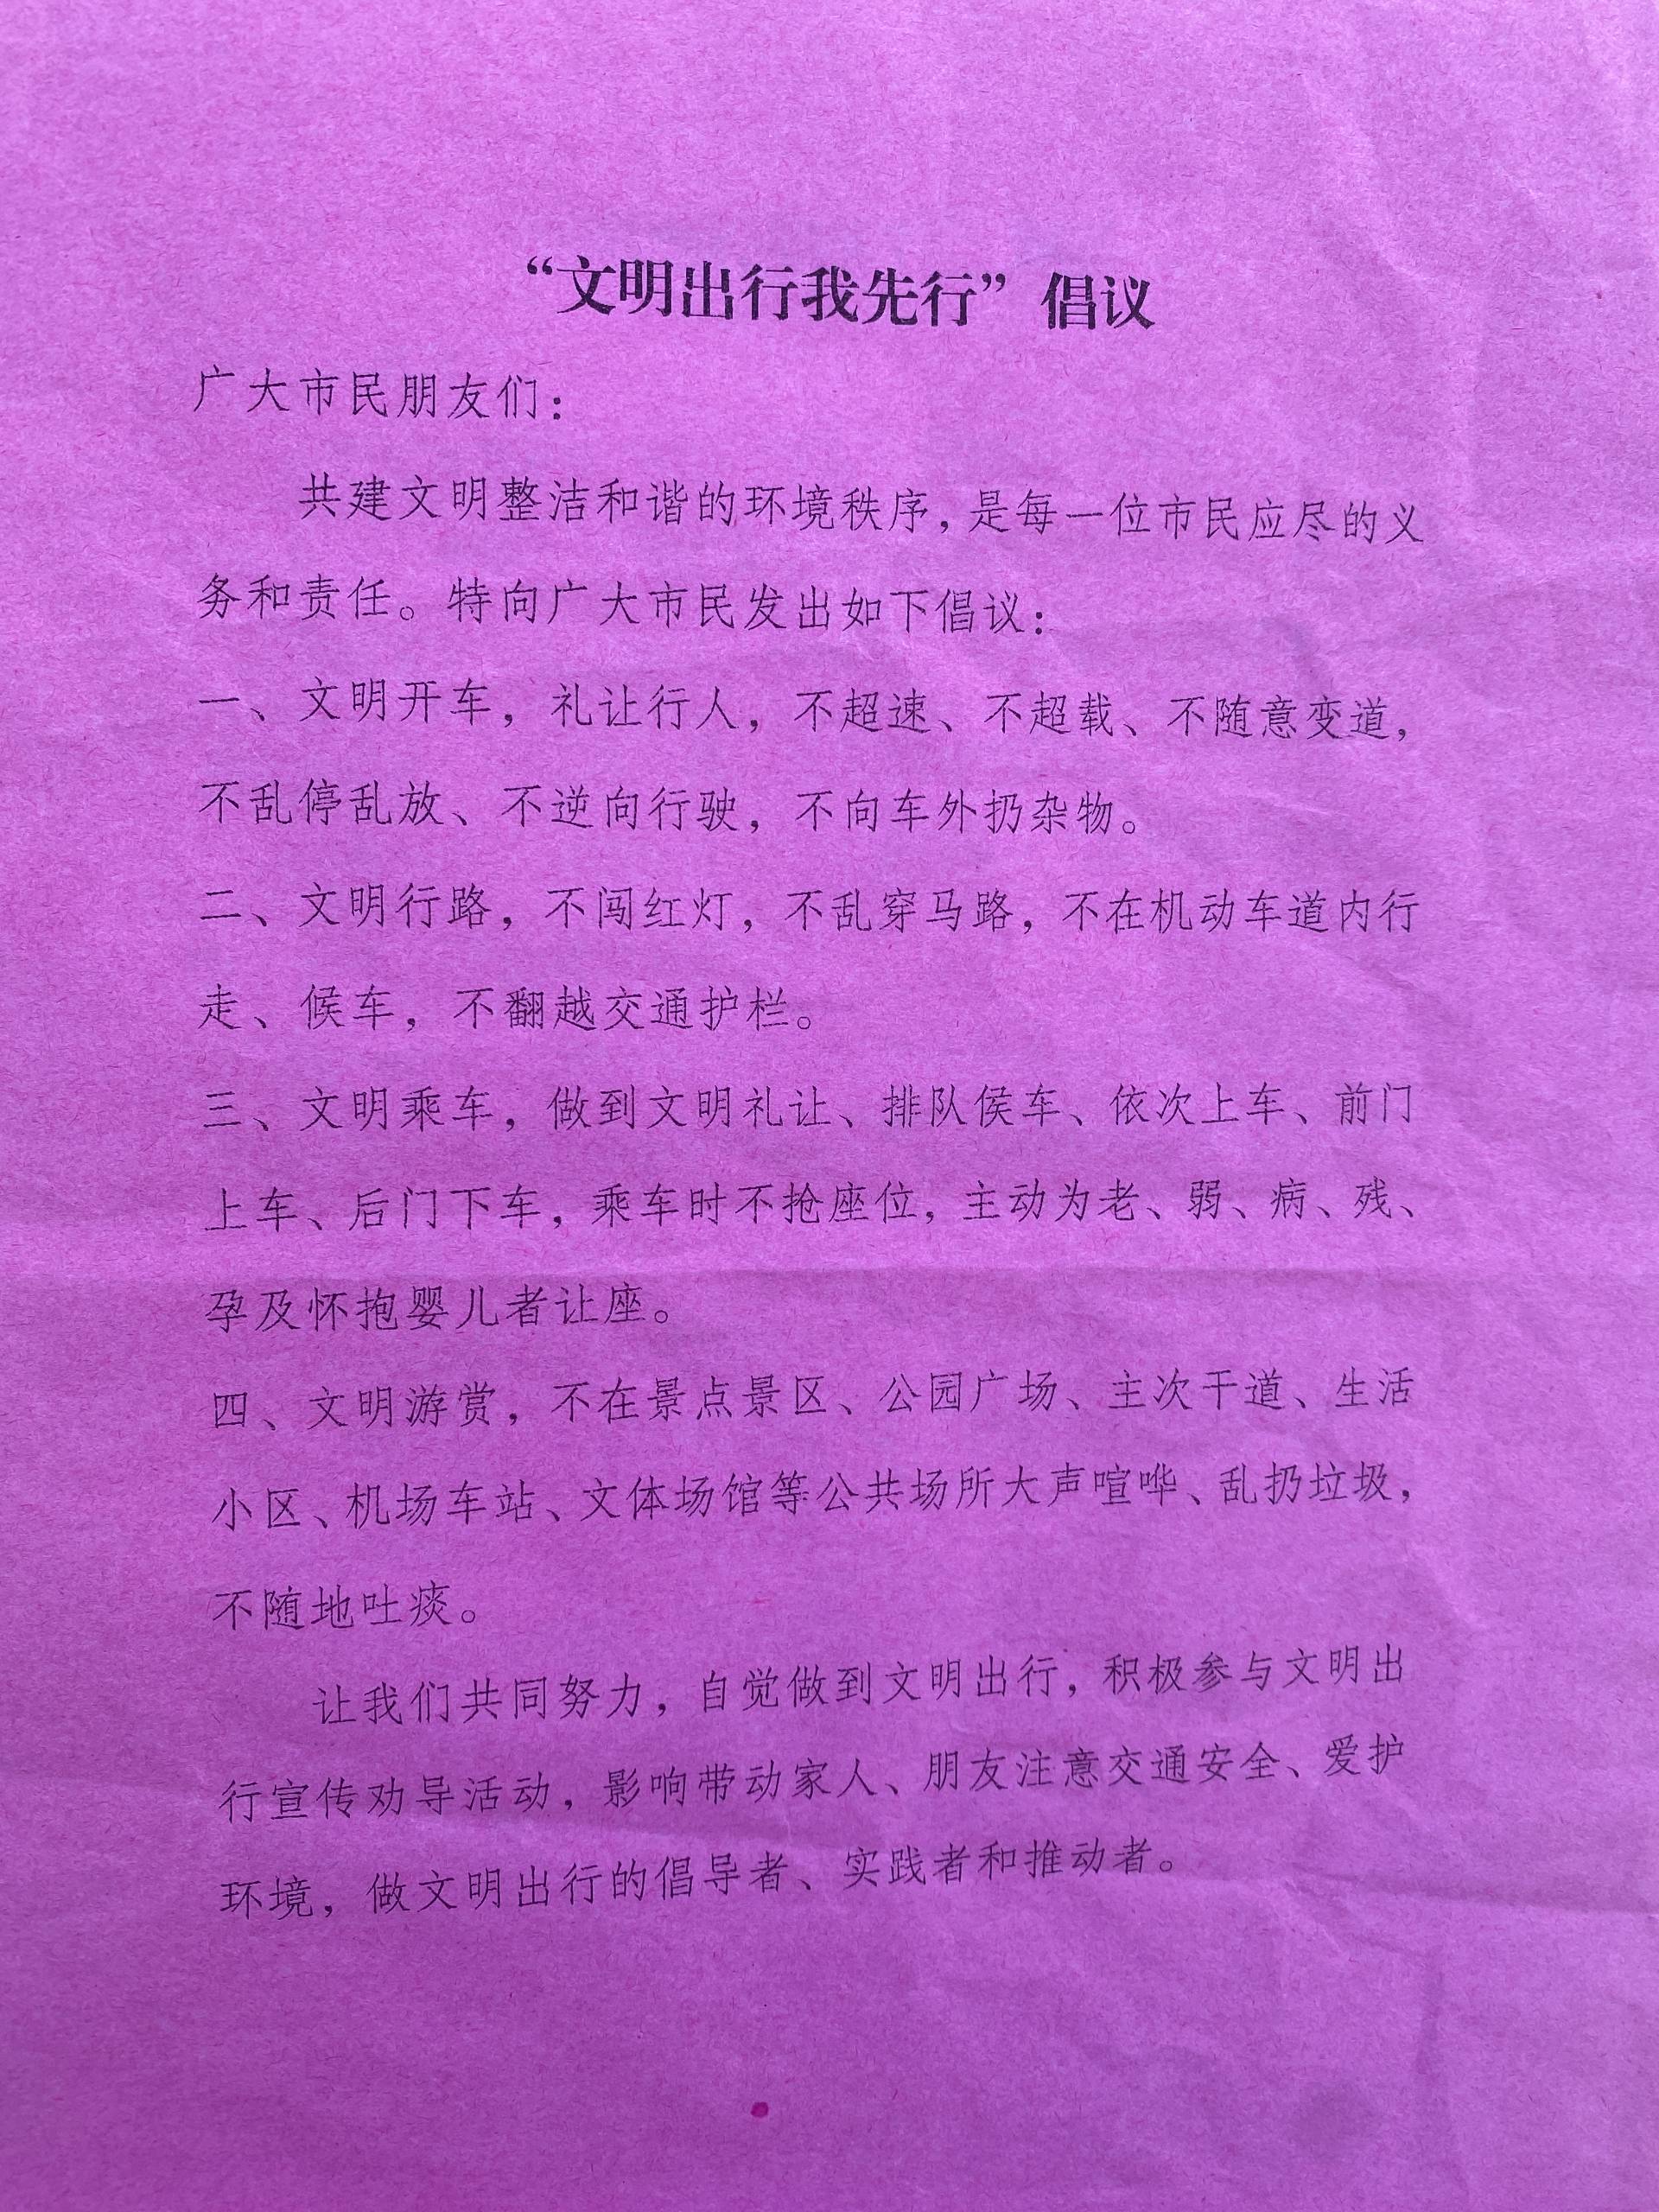 “文明出行我先行”倡议
广大市民朋友们：
共建文明整洁和谐的环境秩序，是每一位市民应尽的义
务和责任。特向广大市民发出如下倡议：
一、文明开车，礼让行人，不超速、不超载、不随意变道，
不乱停乱放、不逆向行驶，不向车外扔杂物。
二、文明行路，不闯红灯，不乱穿马路，不在机动车道内行
走、候车，不翻越交通护栏。
三、文明乘车，做到文明礼让、排队侯车、依次上车、前门
上车、后门下车，乘车时不抢座位，主动为老、弱、病、残、
孕及怀抱婴儿者让座。
四、文明游赏，不在景点景区、公园广场、主次干道、生活
小区、机场车站、文体场馆等公共场所大声喧哗、乱扔垃圾，
不随地吐痰。
让我们共同努力，自觉做到文明出行，积极参与文明出
行宣传劝导活动，影响带动家人、朋友注意交通安全、爱护
环境，做文明出行的倡导者、实践者和推动者。